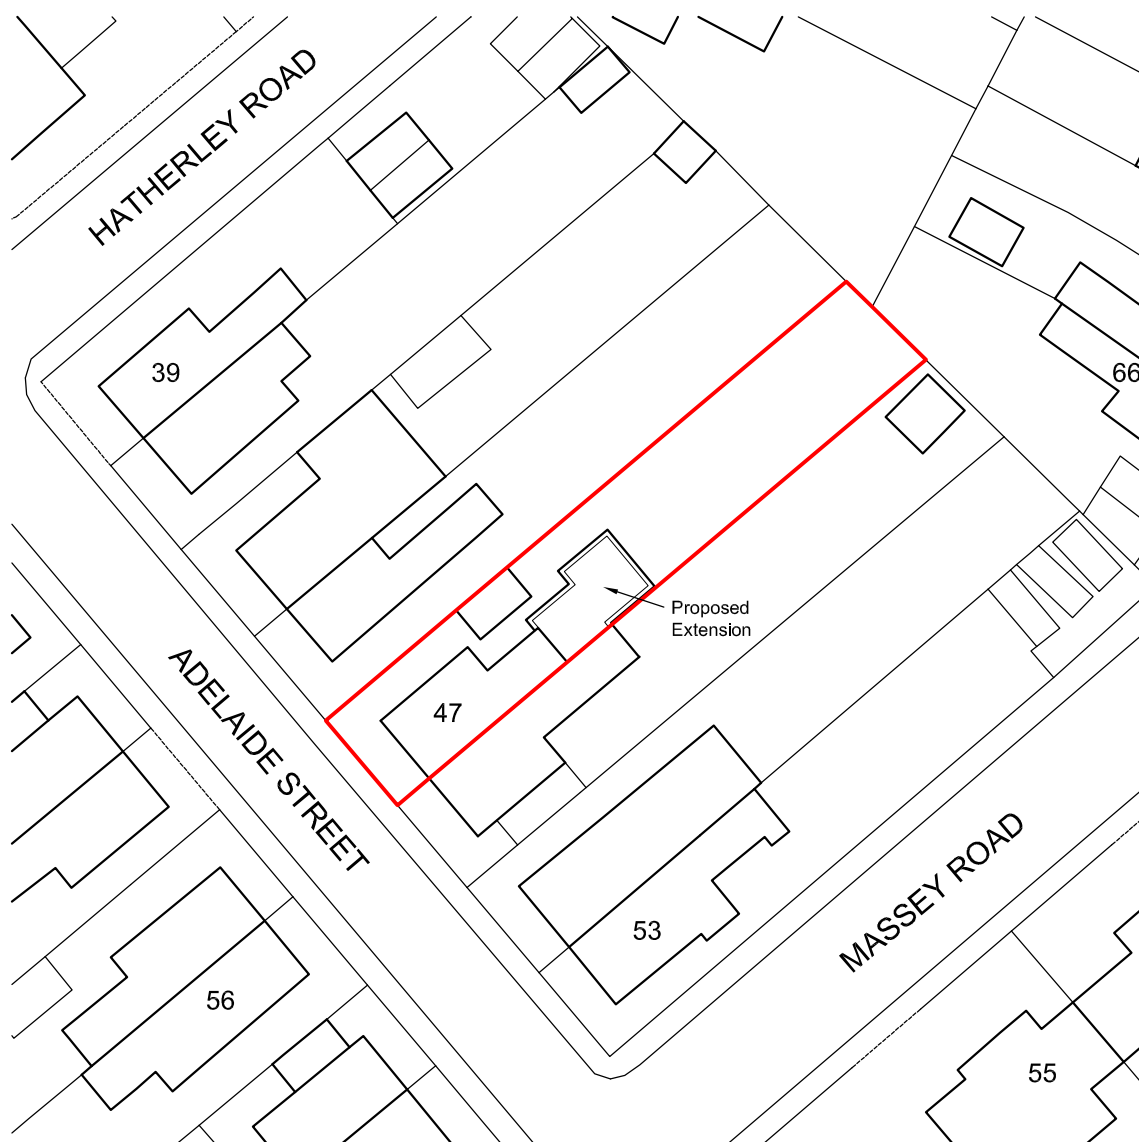 HATHERLEY ROAD
39
66
Proposed
Extension
47
ADELAIDE STREET
MASSEY ROAD
53
56
55